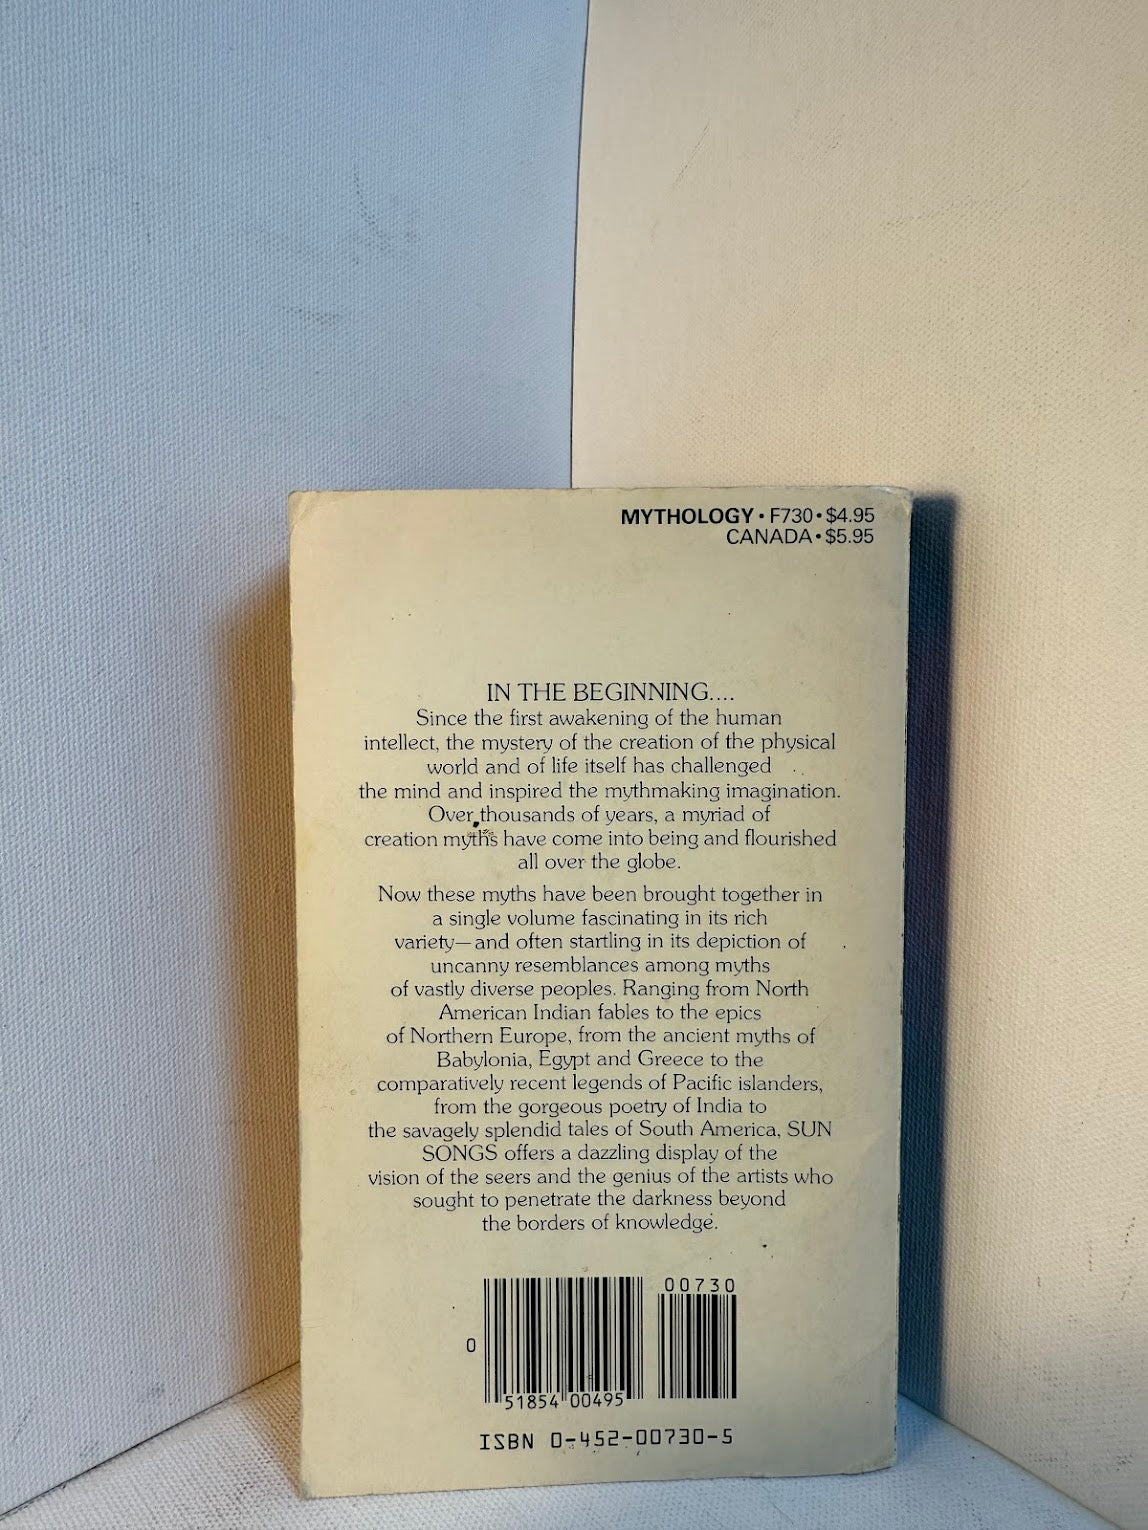 MYTHOLOGY • F730 • $4.95
CANADA • $5.95
IN THE BEGINNING....
Since the first awakening of the human
intellect, the mystery of the creation of the physical
world and of life itself has challenged
the mind and inspired the mythmaking imagination.
Over thousands of years, a myriad of
creation myths have come into being and flourished
all over the globe.
Now these myths have been brought together in
a single volume fascinating in its rich
variety—and often startling in its depiction of
uncanny resemblances among myths
of vastly diverse peoples. Ranging from North
American Indian fables to the epics
of Northern Europe, from the ancient myths of
Babylonia, Egypt and Greece to the
comparatively recent legends of Pacific islanders,
from the gorgeous poetry of India to
the savagely splendid tales of South America, SUN
SONGS offers a dazzling display of the
vision of the seers and the genius of the artists who
sought to penetrate the darkness beyond
the borders of knowledge.
00730
0
51854 00495
ISBN 0-452-00730-5